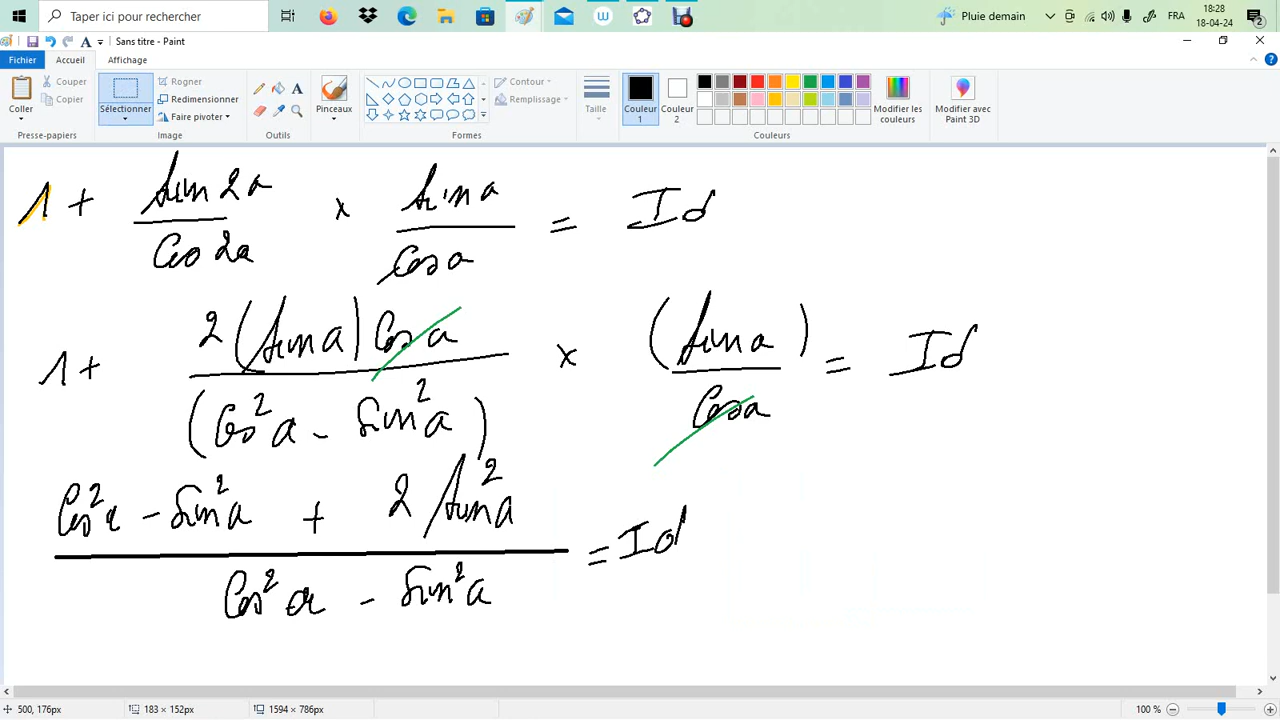 Taper ici pour rechercher
Pluie demain
FRA
18:28
18-04-24
2
Sans titre - Paint
Fichier Accueil Affichage
Coller
Couper
Copier
Presse-papiers
Sélectionner
Rogner
Redimensionner
Faire pivoter
Image
A
Outils
Pinceaux
Contour
Remplissage
Formes
Taille
Couleur 1
Couleur 2
Modifier les couleurs
Couleurs
Modifier avec Paint 3D
1 + sin 2a / cos 2a × sin a / cos a = Id
1 + 2 (sin a) cos a / (cos² a - sin² a) × (sin a) / cos a = Id
cos² a - sin² a + 2 sin² a / cos² a - sin² a = Id
500, 176px
183 × 152px
1594 × 786px
100 %